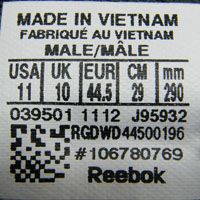 MADE IN VIETNAM
FABRIQUÉ AU VIETNAM
MALE/MÂLE
USA UK EUR CM mm
11 10 44.5 29 290
039501 1112 J95932
RGDWD44500196
#106780769
Reebok